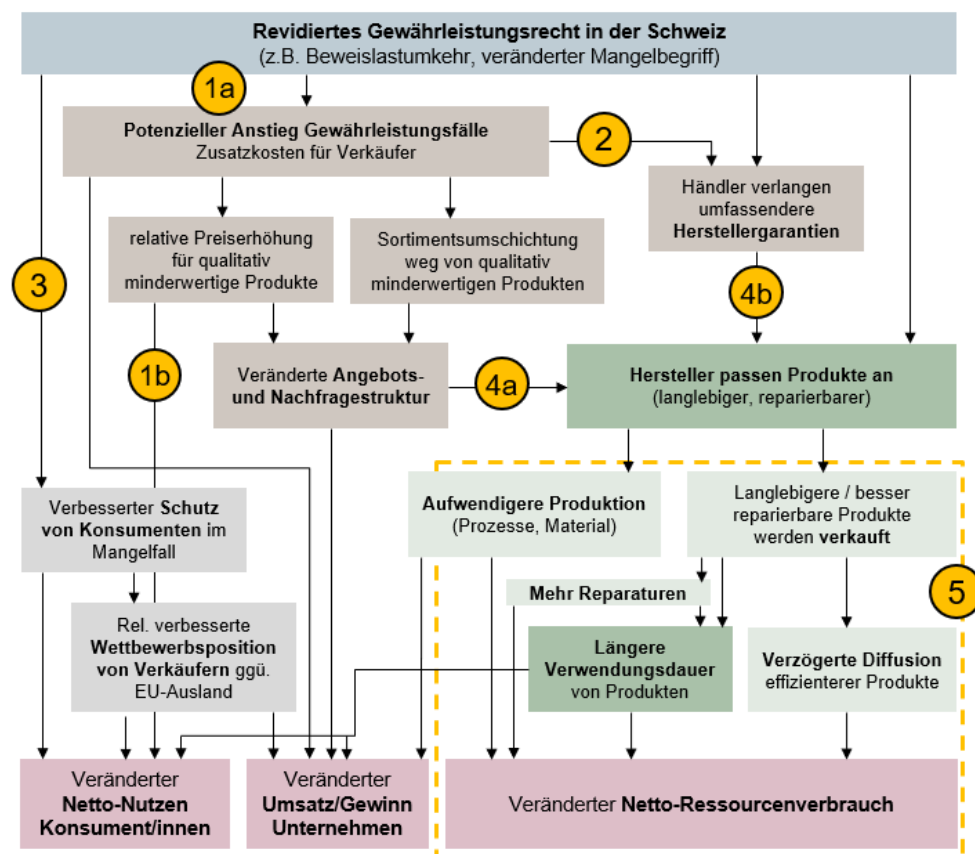 Revidiertes Gewährleistungsrecht in der Schweiz
(z.B. Beweislastumkehr, veränderter Mangelbegriff)
1a
Potenzieller Anstieg Gewährleistungsfälle
Zusatzkosten für Verkäufer
2
Händler verlangen
umfassendere
Herstellergarantien
relative Preiserhöhung
für qualitativ
minderwertige Produkte
Sortimentsumschichtung
weg von qualitativ
minderwertigen Produkten
3
4b
1b
Veränderte Angebots-
und Nachfragestruktur
4a
Hersteller passen Produkte an
(langlebiger, reparierbarer)
Verbesserter Schutz
von Konsumenten im
Mangelfall
Aufwendigere Produktion
(Prozesse, Material)
Langlebigere / besser
reparierbare Produkte
werden verkauft
5
Mehr Reparaturen
Rel. verbesserte
Wettbewerbsposition
von Verkäufern ggü.
EU-Ausland
Längere
Verwendungsdauer
von Produkten
Verzögerte Diffusion
effizienterer Produkte
Veränderter
Netto-Nutzen
Konsument/innen
Veränderter
Umsatz/Gewinn
Unternehmen
Veränderter Netto-Ressourcenverbrauch